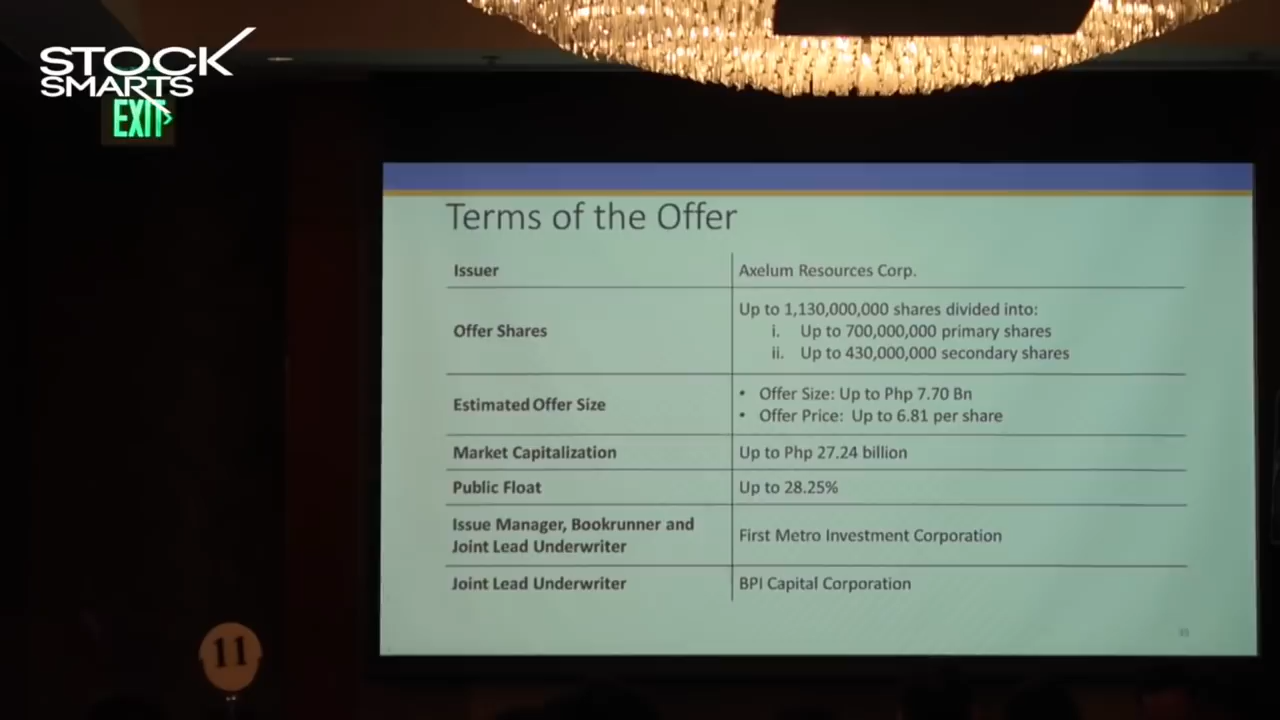 STOCK
SMARTS
EXIT
Terms of the Offer
Issuer
Axelum Resources Corp.
Offer Shares
Up to 1,130,000,000 shares divided into:
i. Up to 700,000,000 primary shares
ii. Up to 430,000,000 secondary shares
Estimated Offer Size
• Offer Size: Up to Php 7.70 Bn
• Offer Price: Up to 6.81 per share
Market Capitalization
Up to Php 27.24 billion
Public Float
Up to 28.25%
Issue Manager, Bookrunner and
Joint Lead Underwriter
First Metro Investment Corporation
Joint Lead Underwriter
BPI Capital Corporation
11